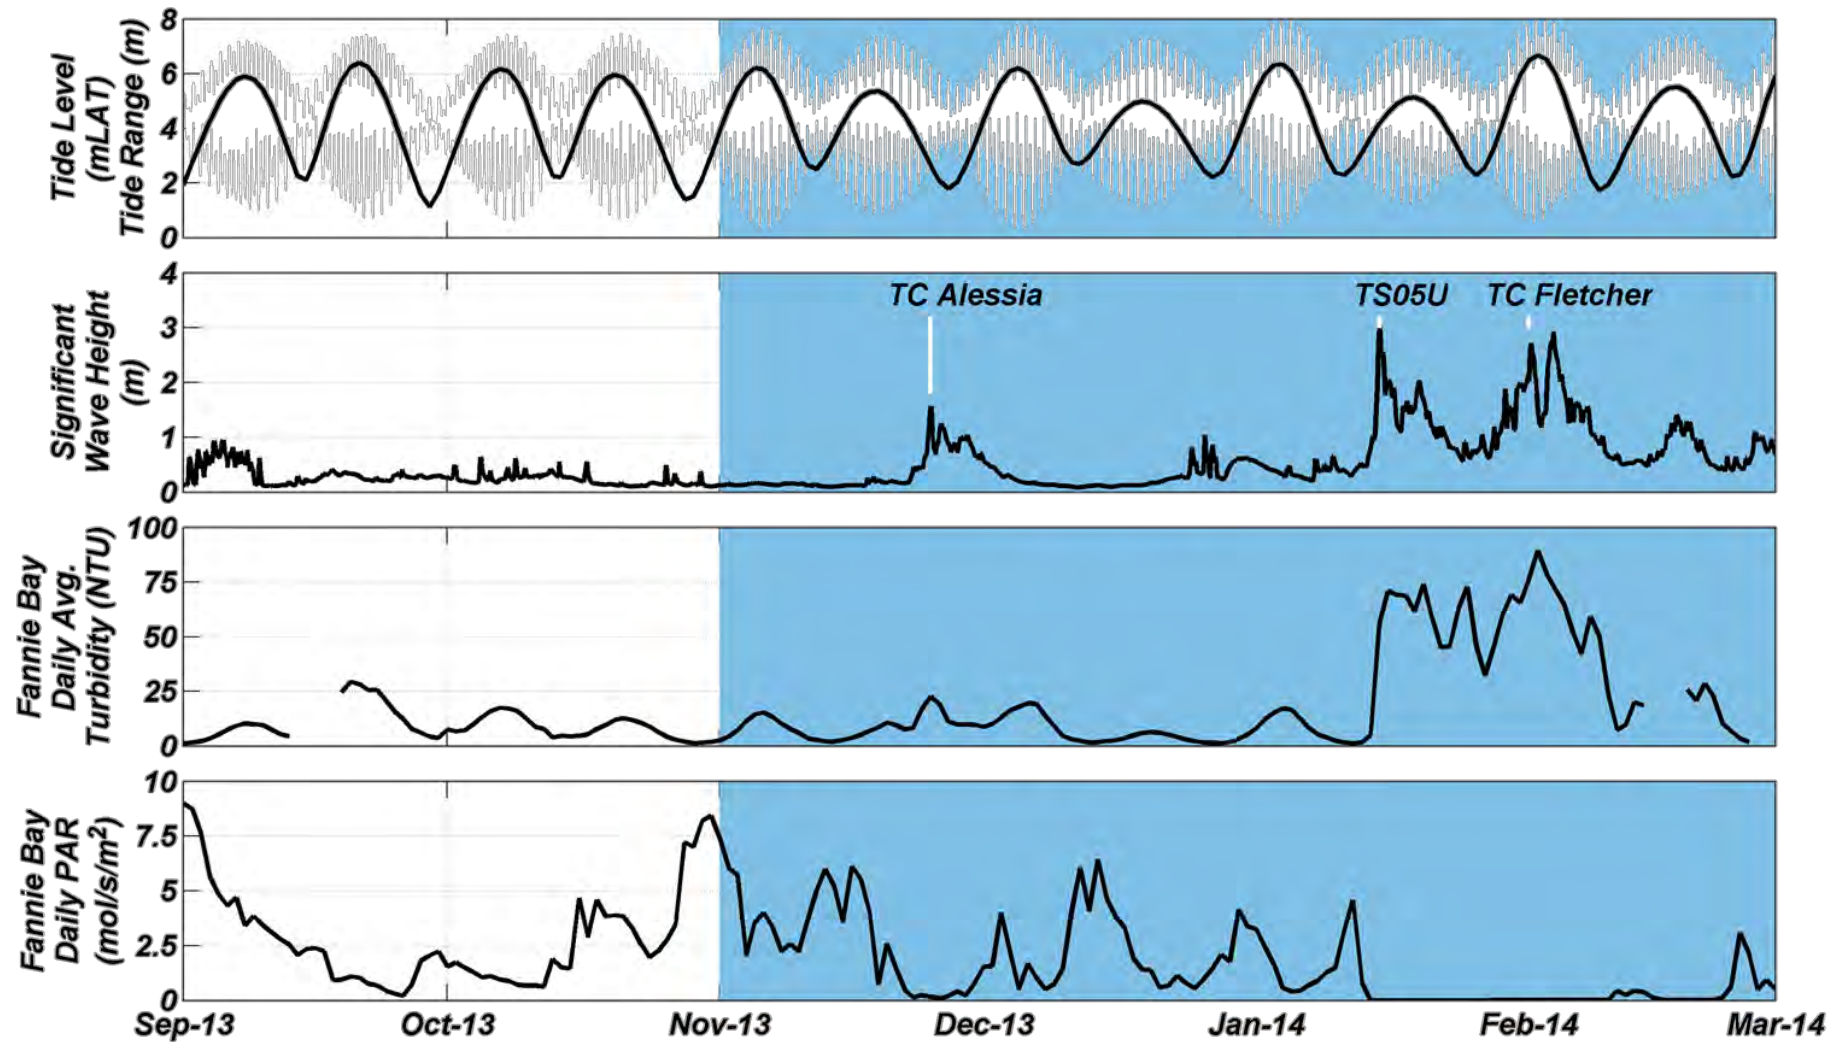 Tide Level
(mLAT)
Tide Range (m)
8
6
4
2
0
Significant
Wave Height
(m)
4
3
2
1
0
TC Alessia
TS05U
TC Fletcher
Fannie Bay
Daily Avg.
Turbidity (NTU)
100
75
50
25
0
Fannie Bay
Daily PAR
(mol/s/m²)
10
7.5
5
2.5
0
Sep-13
Oct-13
Nov-13
Dec-13
Jan-14
Feb-14
Mar-14